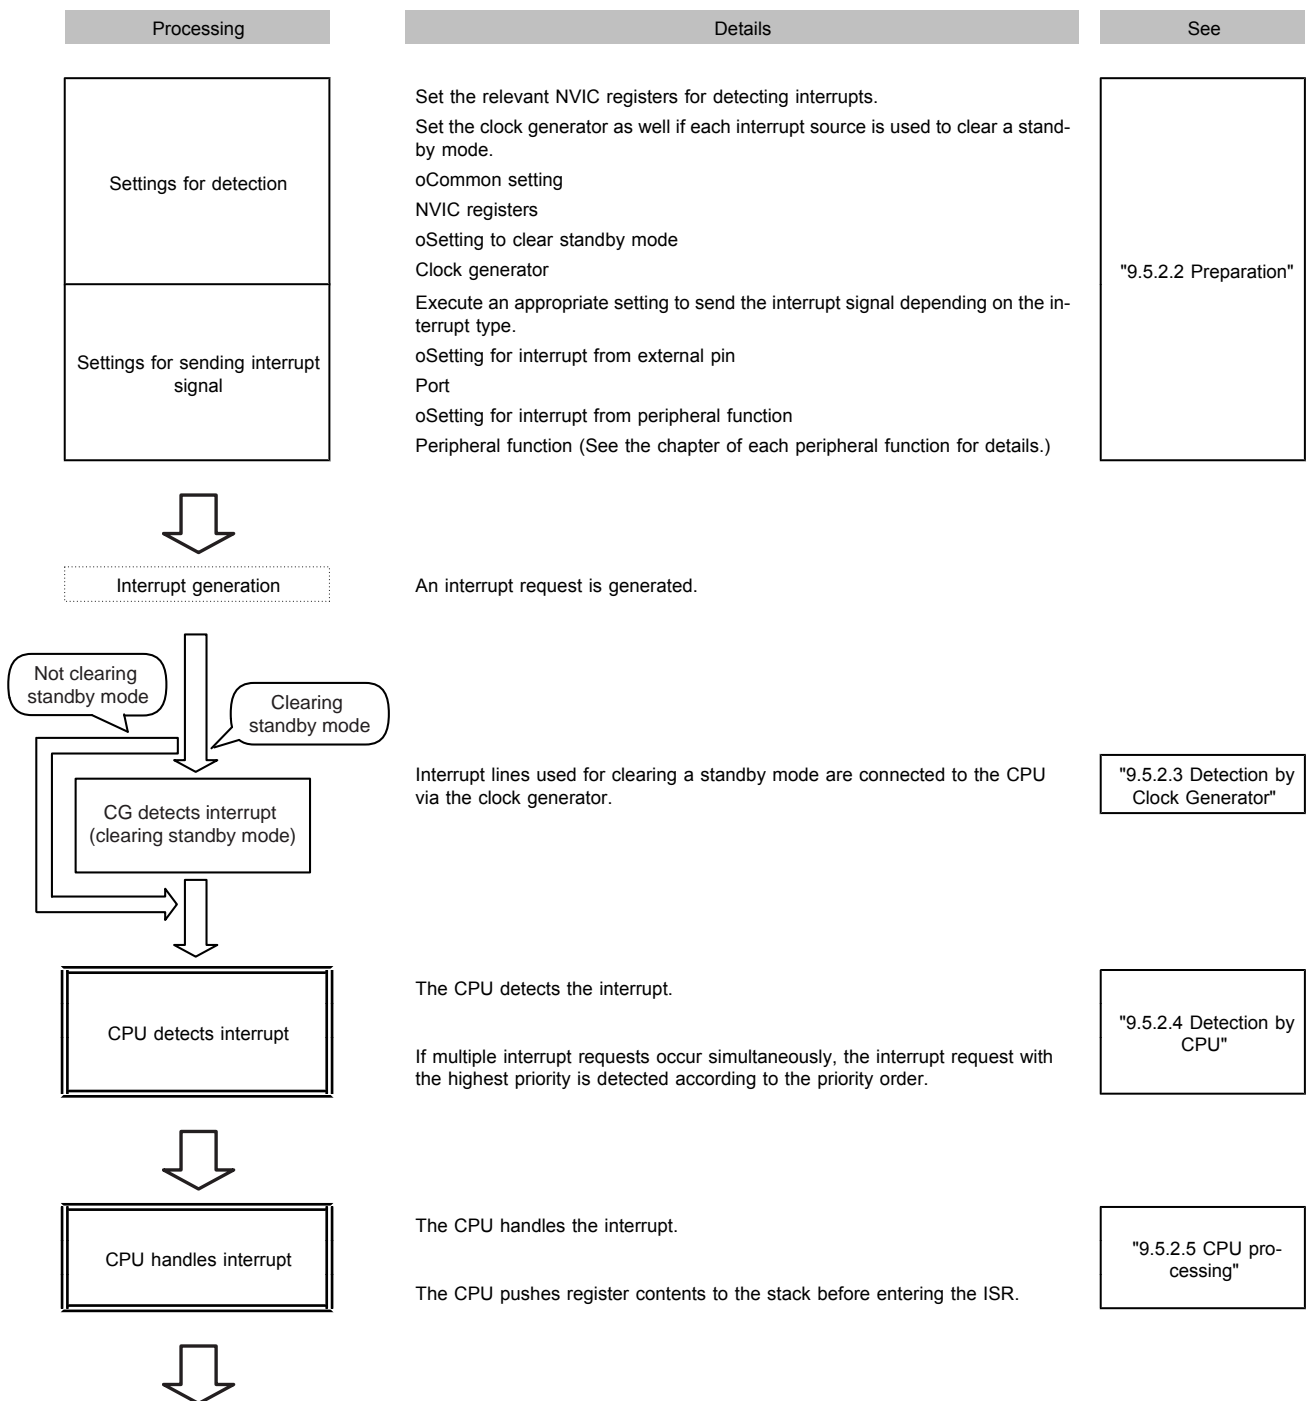 Processing
Details
See
Settings for detection
Set the relevant NVIC registers for detecting interrupts.
Set the clock generator as well if each interrupt source is used to clear a stand-
by mode.
oCommon setting
NVIC registers
oSetting to clear standby mode
Clock generator
"9.5.2.2 Preparation"
Settings for sending interrupt
signal
Execute an appropriate setting to send the interrupt signal depending on the in-
terrupt type.
oSetting for interrupt from external pin
Port
oSetting for interrupt from peripheral function
Peripheral function (See the chapter of each peripheral function for details.)
Interrupt generation
An interrupt request is generated.
Not clearing
standby mode
Clearing
standby mode
CG detects interrupt
(clearing standby mode)
Interrupt lines used for clearing a standby mode are connected to the CPU
via the clock generator.
"9.5.2.3 Detection by
Clock Generator"
CPU detects interrupt
The CPU detects the interrupt.
If multiple interrupt requests occur simultaneously, the interrupt request with
the highest priority is detected according to the priority order.
"9.5.2.4 Detection by
CPU"
CPU handles interrupt
The CPU handles the interrupt.
The CPU pushes register contents to the stack before entering the ISR.
"9.5.2.5 CPU pro-
cessing"